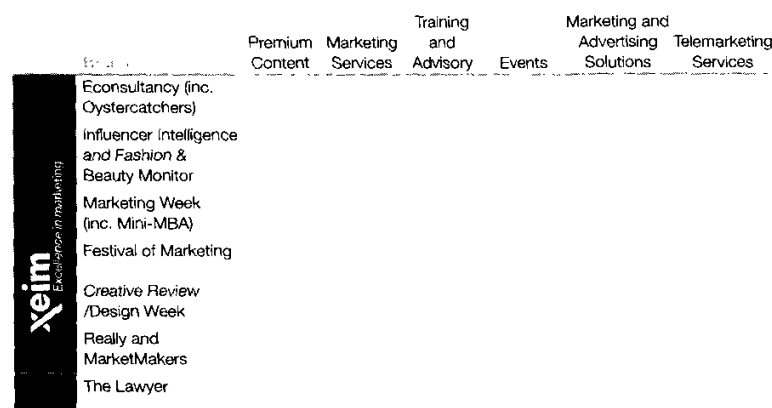 Premium Content
Marketing Services
Training and Advisory
Events
Marketing and Advertising Solutions
Telemarketing Services
xeim
Excellence in marketing
Econsultancy (inc.
Oystercatchers)
Influencer Intelligence
and Fashion &
Beauty Monitor
Marketing Week
(inc. Mini-MBA)
Festival of Marketing
Creative Review
/Design Week
Really and
MarketMakers
The Lawyer